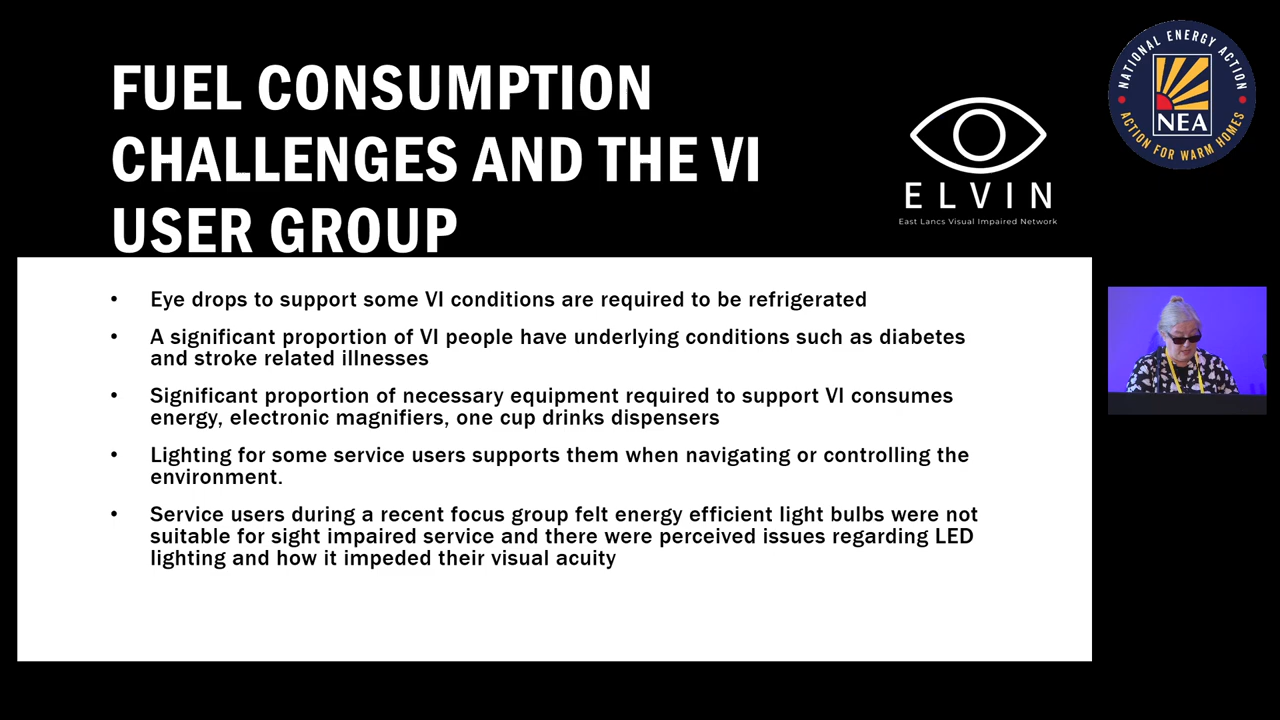 FUEL CONSUMPTION
CHALLENGES AND THE VI
USER GROUP
ELVIN
East Lancs Visual Impaired Network
NATIONAL ENERGY ACTION
NEA
ACTION FOR WARM HOMES
• Eye drops to support some VI conditions are required to be refrigerated
• A significant proportion of VI people have underlying conditions such as diabetes
and stroke related illnesses
• Significant proportion of necessary equipment required to support VI consumes
energy, electronic magnifiers, one cup drinks dispensers
• Lighting for some service users supports them when navigating or controlling the
environment.
• Service users during a recent focus group felt energy efficient light bulbs were not
suitable for sight impaired service and there were perceived issues regarding LED
lighting and how it impeded their visual acuity